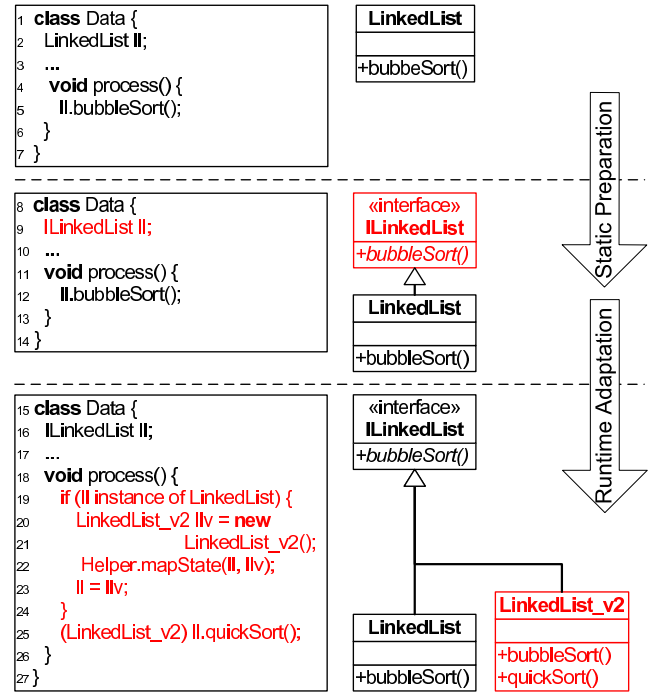 1 class Data {
2 LinkedList ll;
3 ...
4 void process() {
5 ll.bubbleSort();
6 }
7 }
LinkedList
+bubbeSort()
8 class Data {
9 ILinkedList ll;
10 ...
11 void process() {
12 ll.bubbleSort();
13 }
14 }
«interface»
ILinkedList
+bubbleSort()
LinkedList
+bubbleSort()
Static Preparation
15 class Data {
16 ILinkedList ll;
17 ...
18 void process() {
19 if (ll instance of LinkedList) {
20 LinkedList_v2 llv = new
21 LinkedList_v2();
22 Helper.mapState(ll, llv);
23 ll = llv;
24 }
25 (LinkedList_v2) ll.quickSort();
26 }
27 }
«interface»
ILinkedList
+bubbleSort()
LinkedList
+bubbleSort()
LinkedList_v2
+bubbleSort()
+quickSort()
Runtime Adaptation